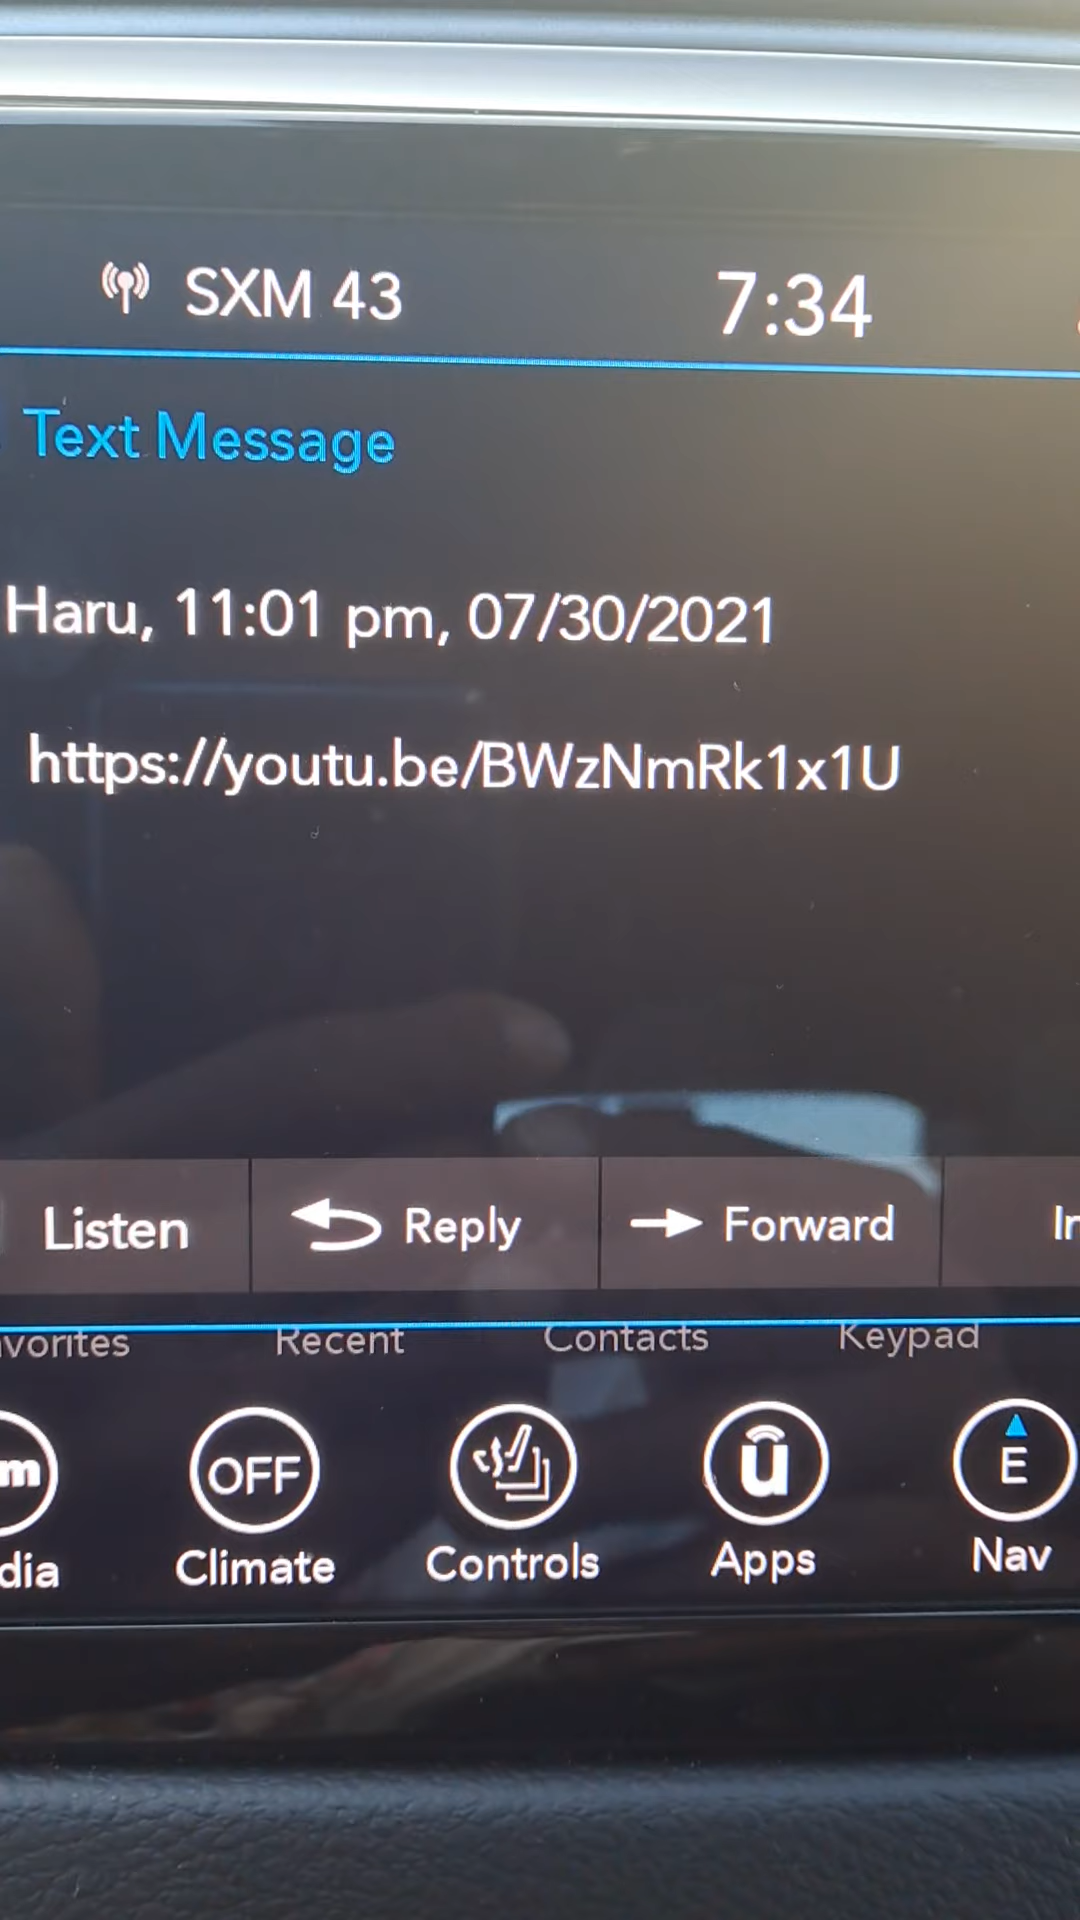 SXM 43 7:34
Text Message
Haru, 11:01 pm, 07/30/2021
https://youtu.be/BWzNmRk1x1U
Listen Reply Forward In
vorites Recent Contacts Keypad
m OFF u E
dia Climate Controls Apps Nav